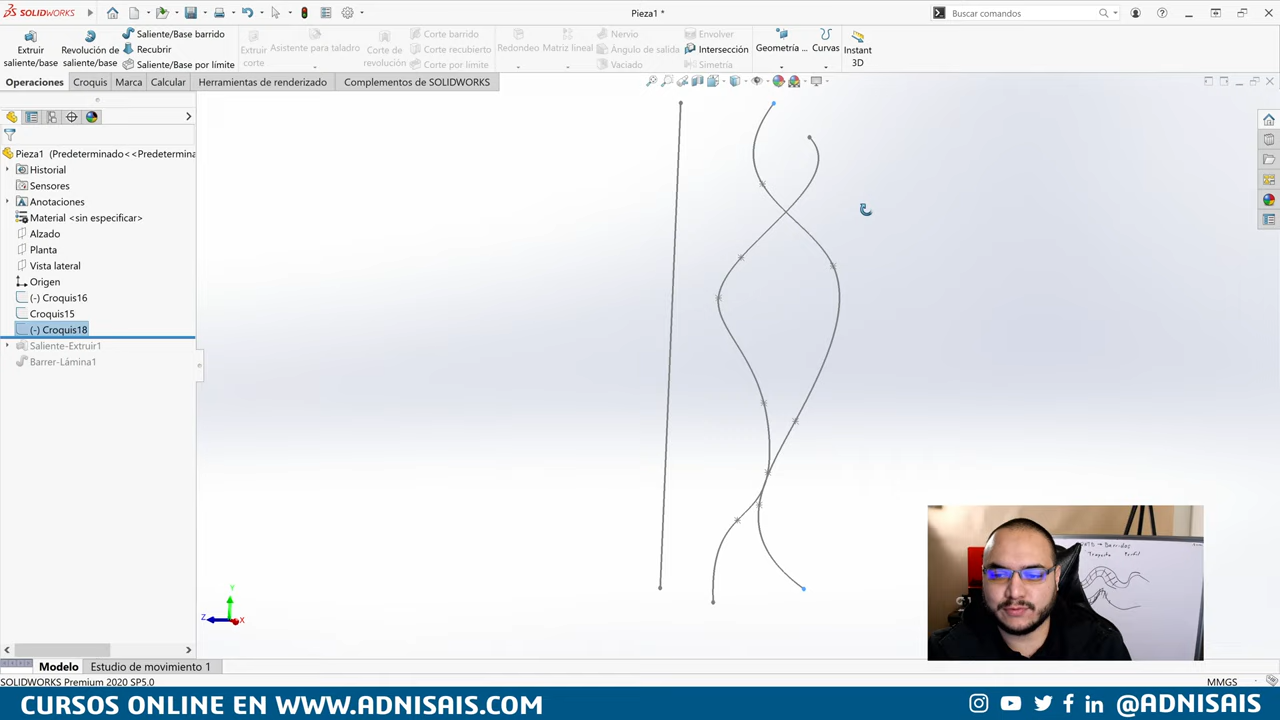 SOLIDWORKS
Pieza1 *
Buscar comandos
Extruir saliente/base
Revolución de saliente/base
Saliente/Base barrido
Recubrir
Saliente/Base por límite
Extruir corte
Asistente para taladro
Corte de revolución
Corte barrido
Corte recubierto
Corte por límite
Redondeo
Matriz lineal
Nervio
Ángulo de salida
Vaciado
Envolver
Intersección
Simetría
Geometría ...
Curvas
Instant 3D
Operaciones
Croquis
Marca
Calcular
Herramientas de renderizado
Complementos de SOLIDWORKS
Pieza1 (Predeterminado<<Predetermina
Historial
Sensores
Anotaciones
Material <sin especificar>
Alzado
Planta
Vista lateral
Origen
(-) Croquis16
Croquis15
(-) Croquis18
Saliente-Extruir1
Barrer-Lámina1
Y
Z
X
Trayecto Perfil
Modelo
Estudio de movimiento 1
SOLIDWORKS Premium 2020 SP5.0
MMGS
CURSOS ONLINE EN WWW.ADNISAIS.COM
@ADNISAIS